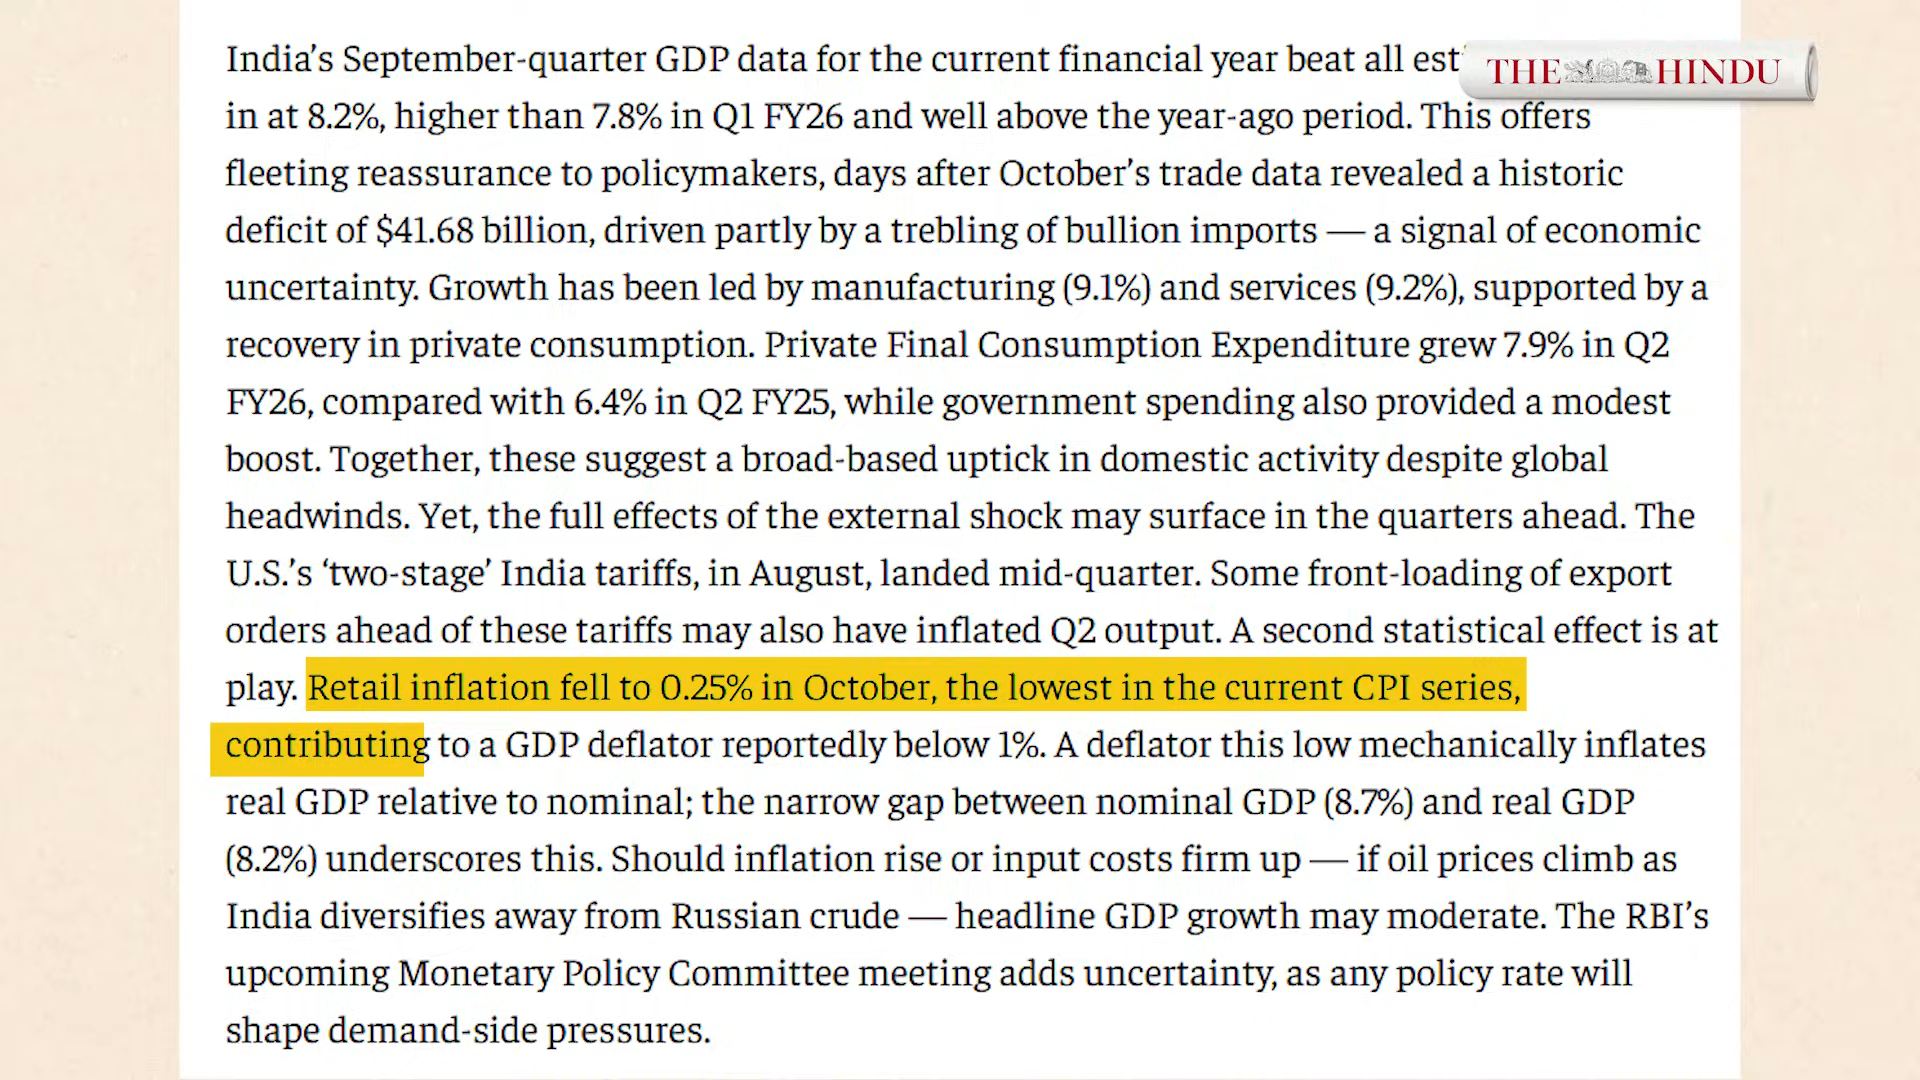 India’s September-quarter GDP data for the current financial year beat all
THE HINDU
in at 8.2%, higher than 7.8% in Q1 FY26 and well above the year-ago period. This offers
fleeting reassurance to policymakers, days after October’s trade data revealed a historic
deficit of $41.68 billion, driven partly by a trebling of bullion imports — a signal of economic
uncertainty. Growth has been led by manufacturing (9.1%) and services (9.2%), supported by a
recovery in private consumption. Private Final Consumption Expenditure grew 7.9% in Q2
FY26, compared with 6.4% in Q2 FY25, while government spending also provided a modest
boost. Together, these suggest a broad-based uptick in domestic activity despite global
headwinds. Yet, the full effects of the external shock may surface in the quarters ahead. The
U.S.’s ‘two-stage’ India tariffs, in August, landed mid-quarter. Some front-loading of export
orders ahead of these tariffs may also have inflated Q2 output. A second statistical effect is at
play. Retail inflation fell to 0.25% in October, the lowest in the current CPI series,
contributing to a GDP deflator reportedly below 1%. A deflator this low mechanically inflates
real GDP relative to nominal; the narrow gap between nominal GDP (8.7%) and real GDP
(8.2%) underscores this. Should inflation rise or input costs firm up — if oil prices climb as
India diversifies away from Russian crude — headline GDP growth may moderate. The RBI’s
upcoming Monetary Policy Committee meeting adds uncertainty, as any policy rate will
shape demand-side pressures.